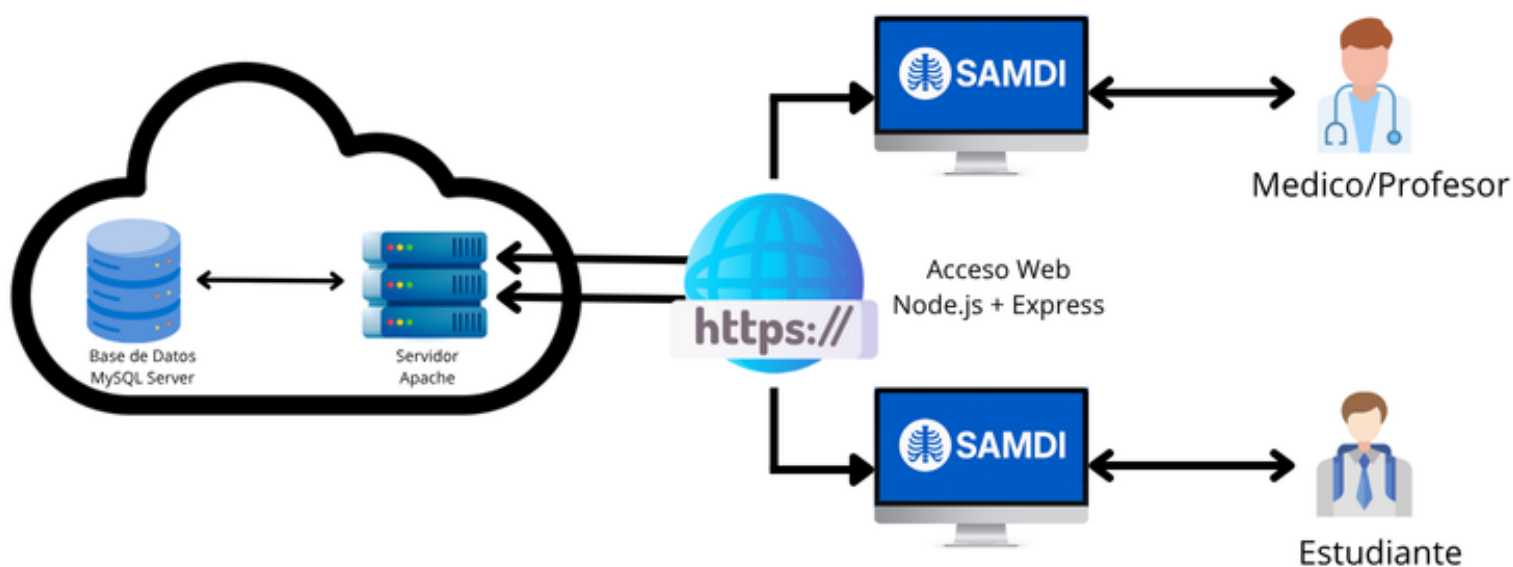 SAMDI
Medico/Profesor
Base de Datos
MySQL Server
Servidor
Apache
https://
Acceso Web
Node.js + Express
SAMDI
Estudiante